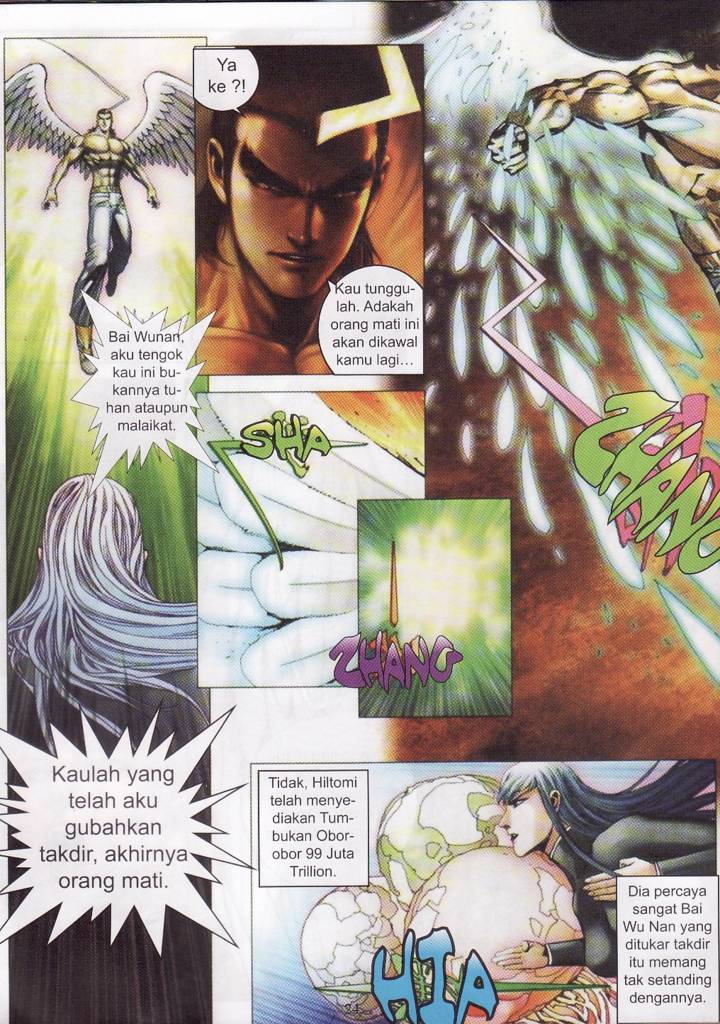 Bai Wunan,
aku tengok
kau ini bu-
kannya tu-
han ataupun
malaikat.
Ya
ke ?!
Kau tunggu-
lah. Adakah
orang mati ini
akan dikawal
kamu lagi…
SHA
ZHANG
ZHANG
Kaulah yang
telah aku
gubahkan
takdir, akhirnya
orang mati.
Tidak, Hiltomi
telah menye-
diakan Tum-
bukan Obor-
obor 99 Juta
Trillion.
HIA
Dia percaya
sangat Bai
Wu Nan yang
ditukar takdir
itu memang
tak setanding
dengannya.
24